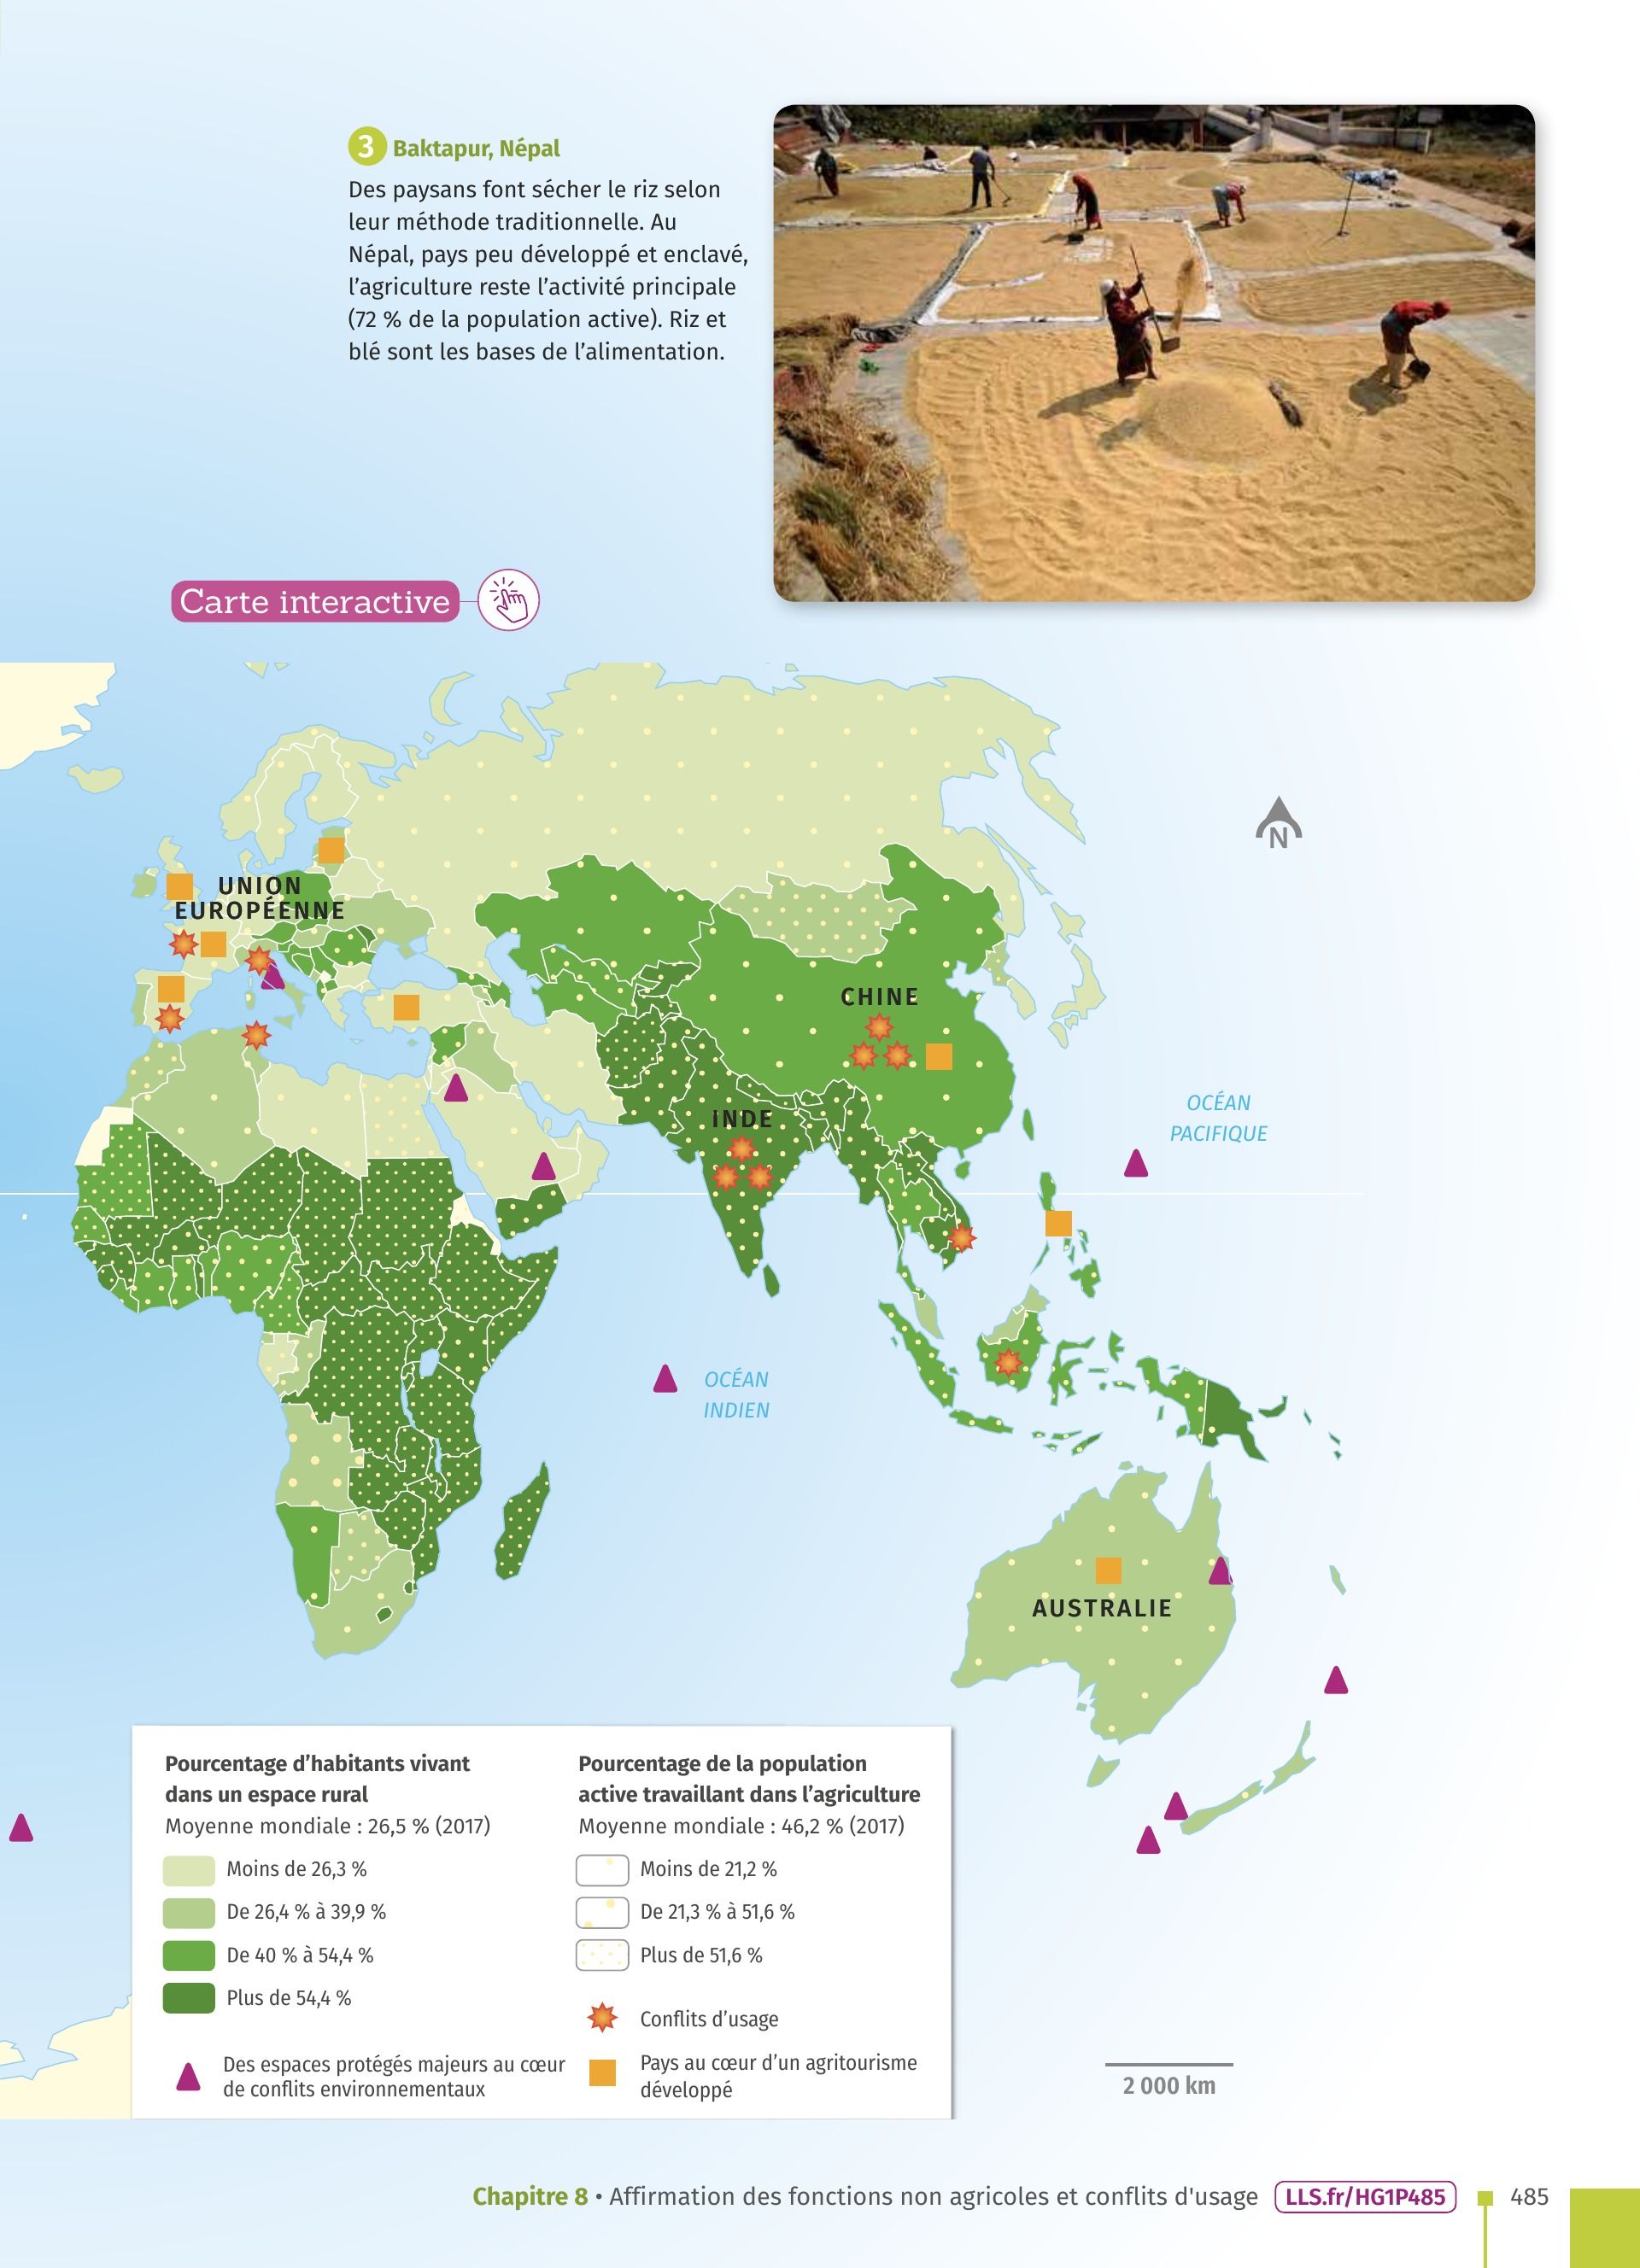 3 Baktapur, Népal
Des paysans font sécher le riz selon
leur méthode traditionnelle. Au
Népal, pays peu développé et enclavé,
l’agriculture reste l’activité principale
(72 % de la population active). Riz et
blé sont les bases de l’alimentation.
Carte interactive
N
UNION
EUROPÉENNE
CHINE
INDE
OCÉAN
PACIFIQUE
OCÉAN
INDIEN
AUSTRALIE
Pourcentage d’habitants vivant
dans un espace rural
Moyenne mondiale : 26,5 % (2017)
Moins de 26,3 %
De 26,4 % à 39,9 %
De 40 % à 54,4 %
Plus de 54,4 %
Des espaces protégés majeurs au cœur
de conflits environnementaux
Pourcentage de la population
active travaillant dans l’agriculture
Moyenne mondiale : 46,2 % (2017)
Moins de 21,2 %
De 21,3 % à 51,6 %
Plus de 51,6 %
Conflits d’usage
Pays au cœur d’un agritourisme
développé
2 000 km
Chapitre 8 • Affirmation des fonctions non agricoles et conflits d'usage LLS.fr/HG1P485 485